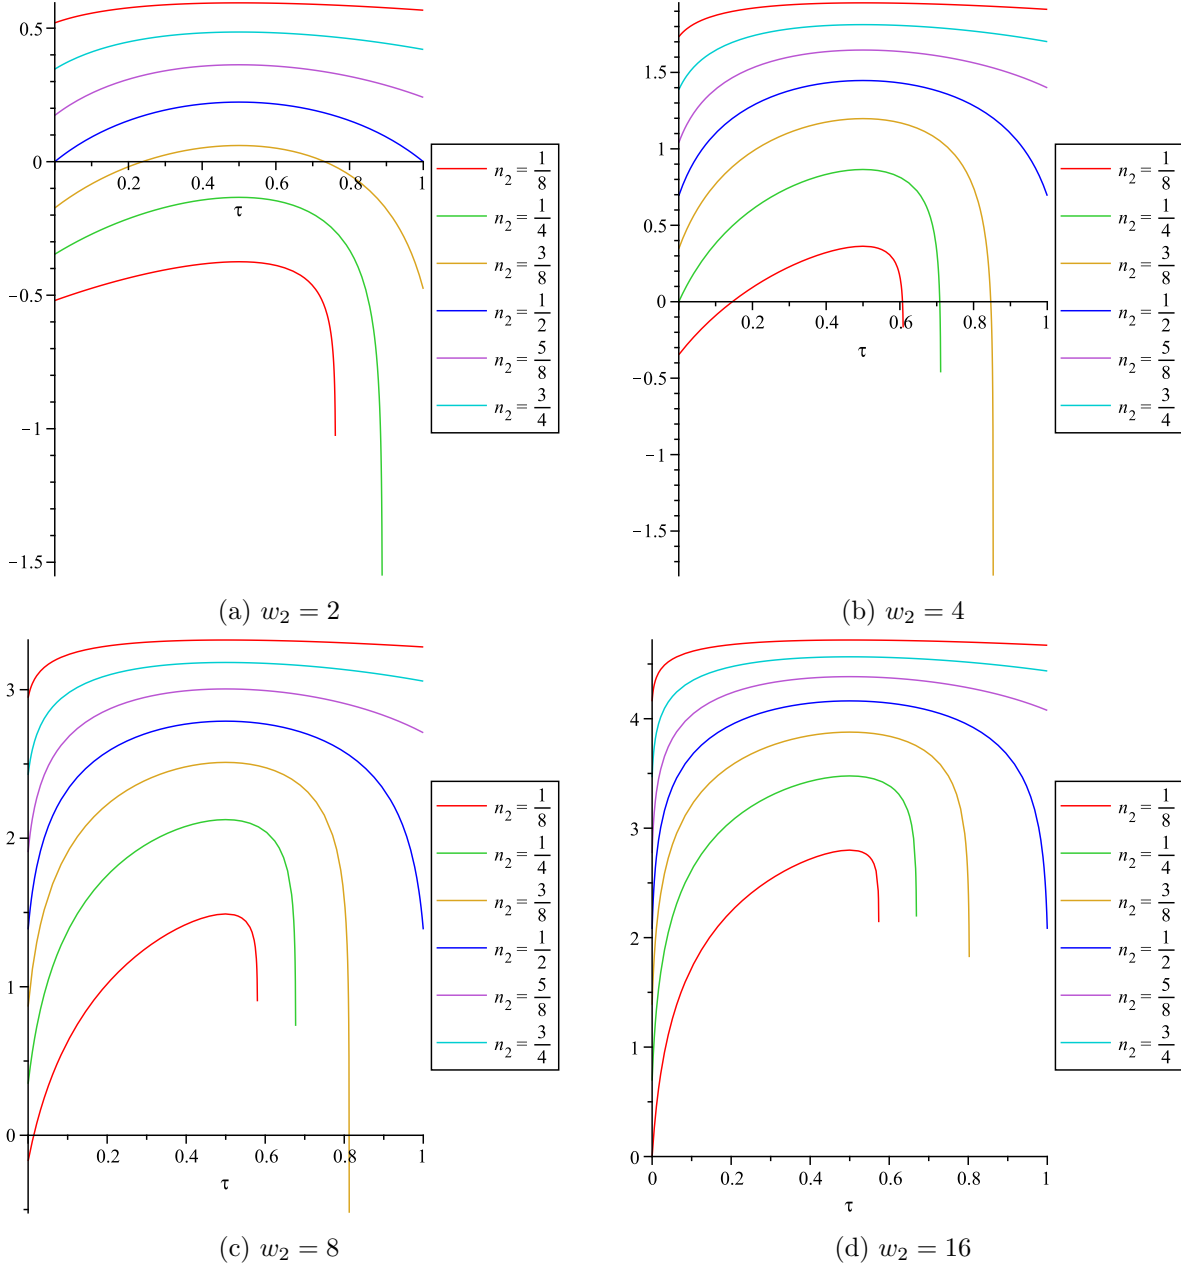 0.5
0
−0.5
−1
−1.5
0.2 0.4 0.6 0.8 1
τ
n₂ = 1/8
n₂ = 1/4
n₂ = 3/8
n₂ = 1/2
n₂ = 5/8
n₂ = 3/4
(a) w₂ = 2
1.5
1
0.5
0
−0.5
−1
−1.5
0.2 0.4 0.6 0.8 1
τ
n₂ = 1/8
n₂ = 1/4
n₂ = 3/8
n₂ = 1/2
n₂ = 5/8
n₂ = 3/4
(b) w₂ = 4
3
2
1
0
0.2 0.4 0.6 0.8 1
τ
n₂ = 1/8
n₂ = 1/4
n₂ = 3/8
n₂ = 1/2
n₂ = 5/8
n₂ = 3/4
(c) w₂ = 8
4
3
2
1
0
0 0.2 0.4 0.6 0.8 1
τ
n₂ = 1/8
n₂ = 1/4
n₂ = 3/8
n₂ = 1/2
n₂ = 5/8
n₂ = 3/4
(d) w₂ = 16